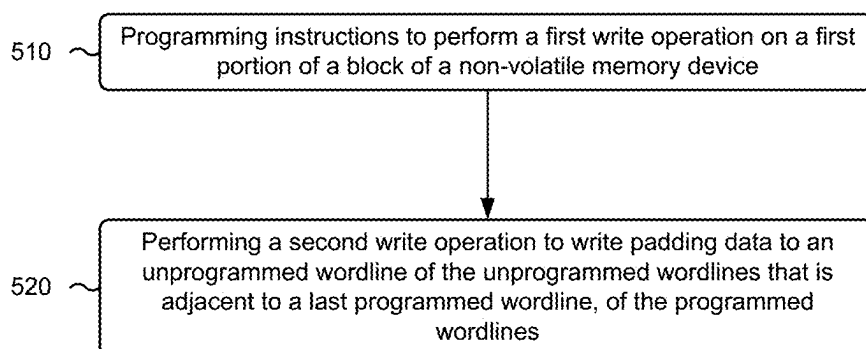 510
Programming instructions to perform a first write operation on a first
portion of a block of a non-volatile memory device
520
Performing a second write operation to write padding data to an
unprogrammed wordline of the unprogrammed wordlines that is
adjacent to a last programmed wordline, of the programmed
wordlines